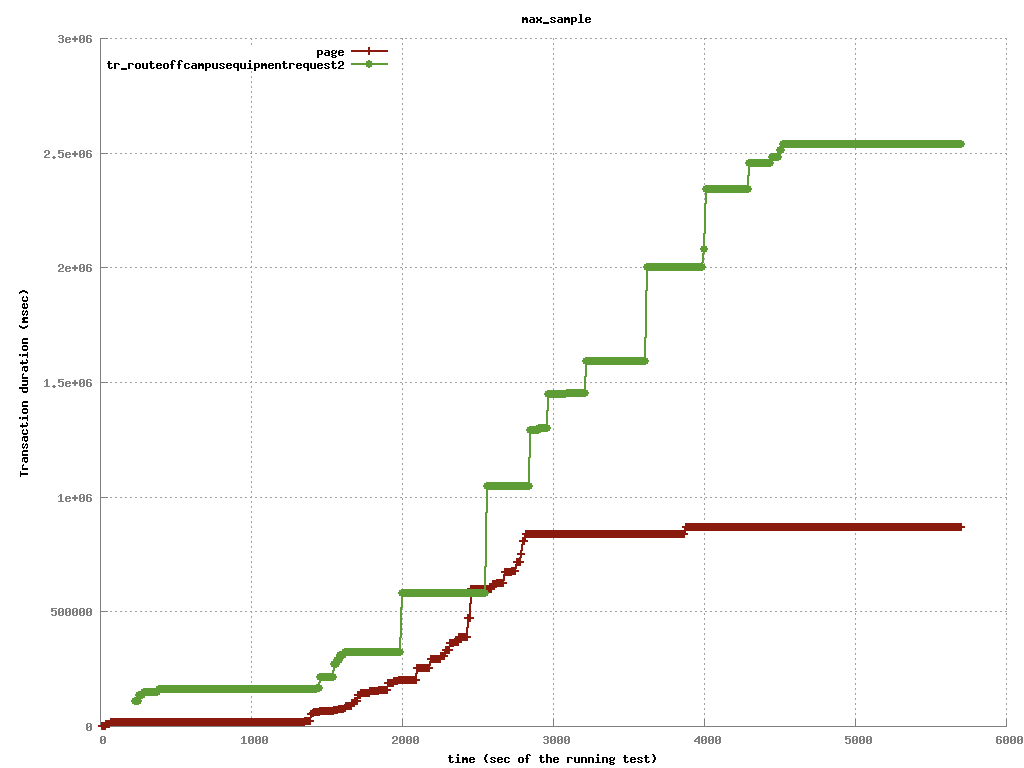 max_sample
3e+06
page
tr_routeoffcampusequipmentrequest2
2.5e+06
2e+06
Transaction duration (msec)
1.5e+06
1e+06
500000
0
0 1000 2000 3000 4000 5000 6000
time (sec of the running test)